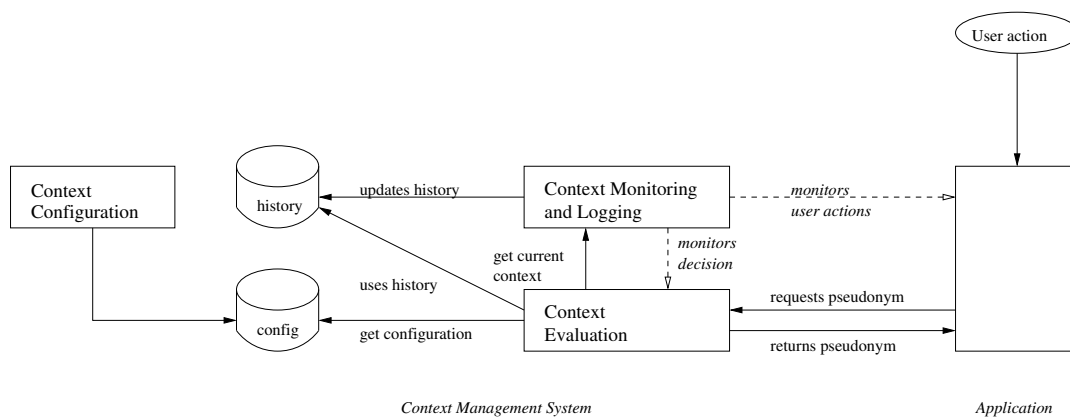 User action
Context
Configuration
history
updates history
Context Monitoring
and Logging
monitors
user actions
get current
context
monitors
decision
uses history
config
get configuration
Context
Evaluation
requests pseudonym
returns pseudonym
Context Management System
Application